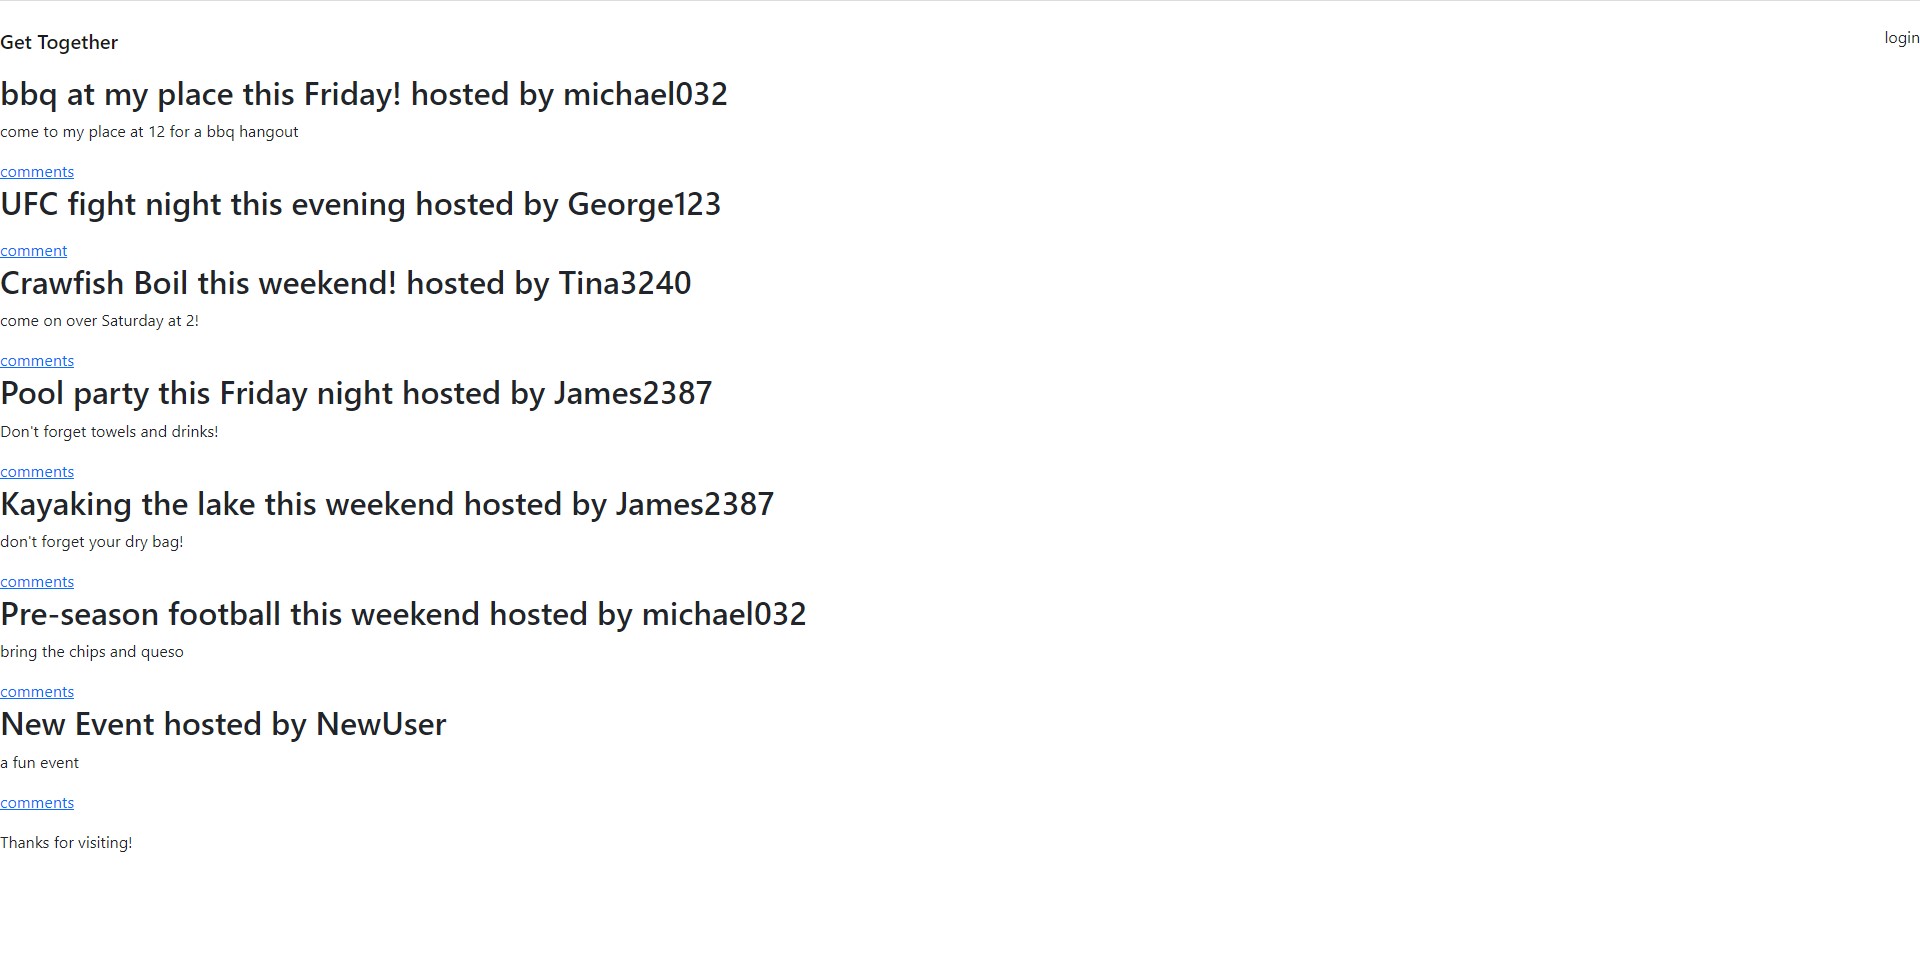 Get Together
login
bbq at my place this Friday! hosted by michael032
come to my place at 12 for a bbq hangout
comments
UFC fight night this evening hosted by George123
comment
Crawfish Boil this weekend! hosted by Tina3240
come on over Saturday at 2!
comments
Pool party this Friday night hosted by James2387
Don't forget towels and drinks!
comments
Kayaking the lake this weekend hosted by James2387
don't forget your dry bag!
comments
Pre-season football this weekend hosted by michael032
bring the chips and queso
comments
New Event hosted by NewUser
a fun event
comments
Thanks for visiting!